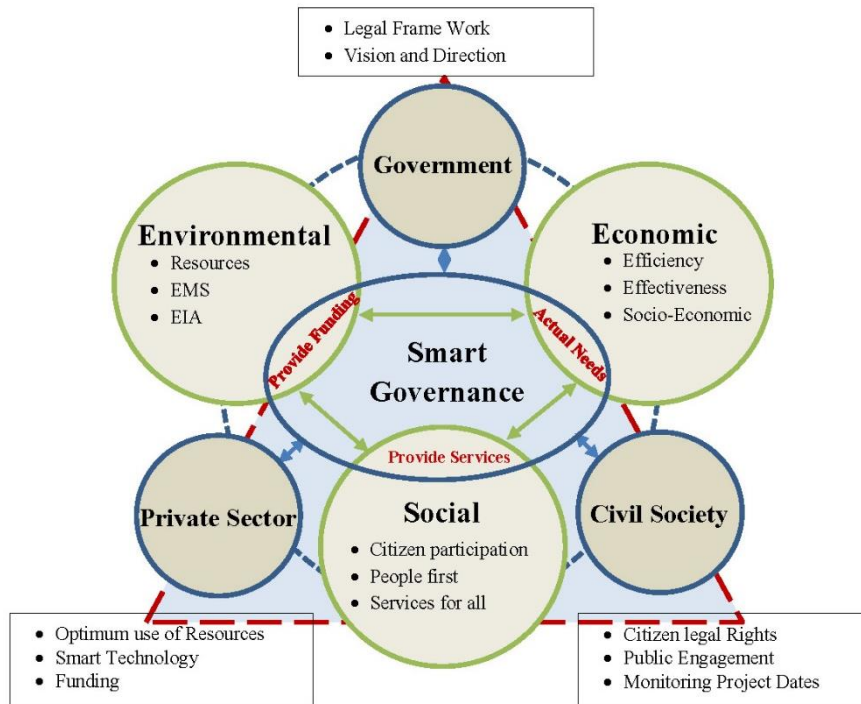 • Legal Frame Work
• Vision and Direction
Government
Environmental
• Resources
• EMS
• EIA
Economic
• Efficiency
• Effectiveness
• Socio-Economic
Provide Funding
Actual Needs
Smart
Governance
Provide Services
Private Sector
Social
• Citizen participation
• People first
• Services for all
Civil Society
• Optimum use of Resources
• Smart Technology
• Funding
• Citizen legal Rights
• Public Engagement
• Monitoring Project Dates